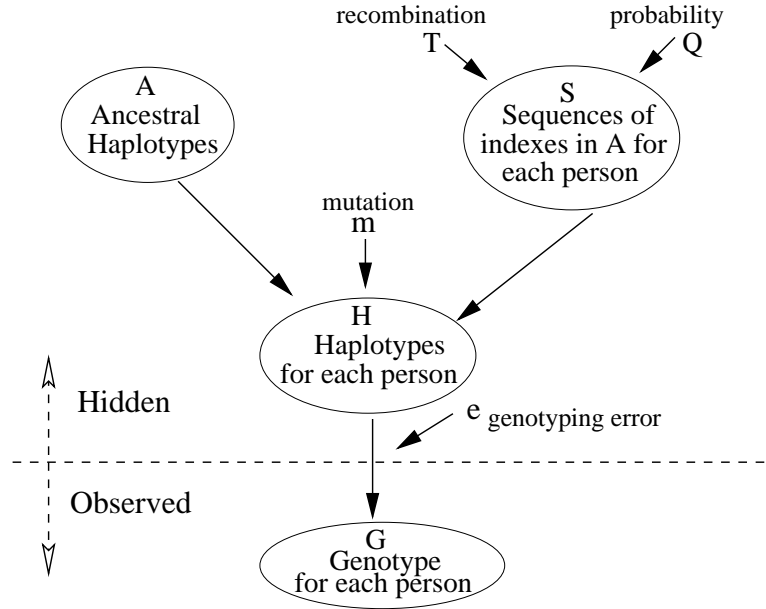 recombination
T
probability
Q
A
Ancestral
Haplotypes
S
Sequences of
indexes in A for
each person
mutation
m
H
Haplotypes
for each person
Hidden
e genotyping error
Observed
G
Genotype
for each person